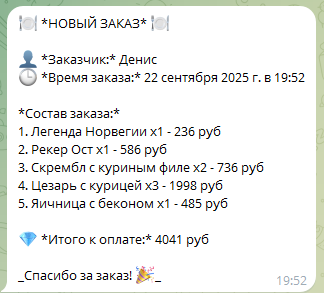 🍽 *НОВЫЙ ЗАКАЗ* 🍽
👤 *Заказчик:* Денис
🕒 *Время заказа:* 22 сентября 2025 г. в 19:52
*Состав заказа:*
1. Легенда Норвегии x1 - 236 руб
2. Рекер Ост x1 - 586 руб
3. Скрембл с куриным филе x2 - 736 руб
4. Цезарь с курицей x3 - 1998 руб
5. Яичница с беконом x1 - 485 руб
💎 *Итого к оплате:* 4041 руб
_Спасибо за заказ! 🎉_
19:52